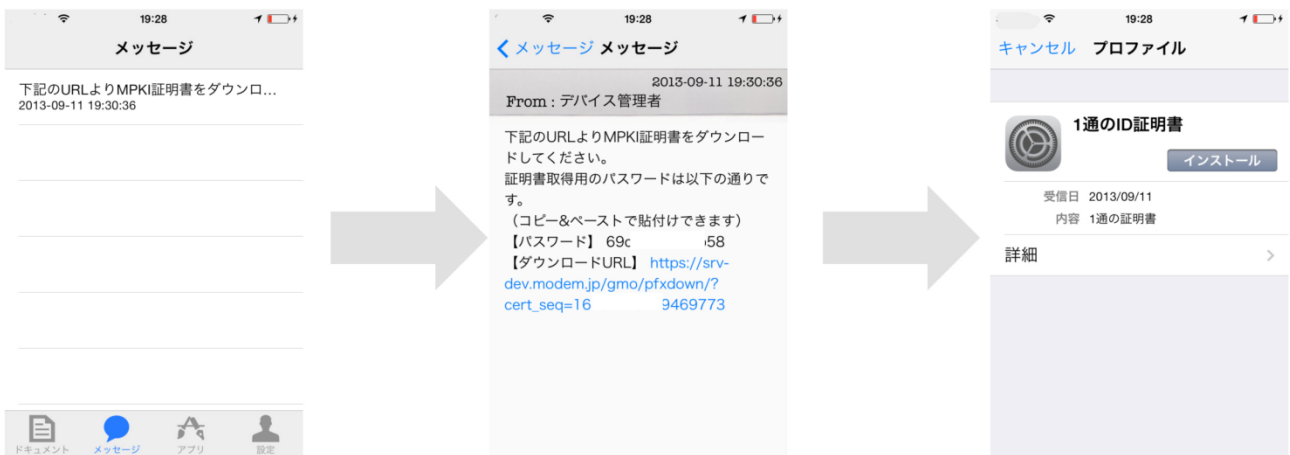 19:28
メッセージ
下記のURLよりMPKI証明書をダウンロ...
2013-09-11 19:30:36
ドキュメント
メッセージ
アプリ
設定
19:28
メッセージ メッセージ
2013-09-11 19:30:36
From : デバイス管理者
下記のURLよりMPKI証明書をダウンロー
ドしてください。
証明書取得用のパスワードは以下の通りで
す。
（コピー&ペーストで貼付けできます）
【パスワード】 69c 58
【ダウンロードURL】 https://srv-
dev.modem.jp/gmo/pfxdown/?
cert_seq=16 9469773
19:28
キャンセル プロファイル
1通のID証明書
インストール
受信日 2013/09/11
内容 1通の証明書
詳細